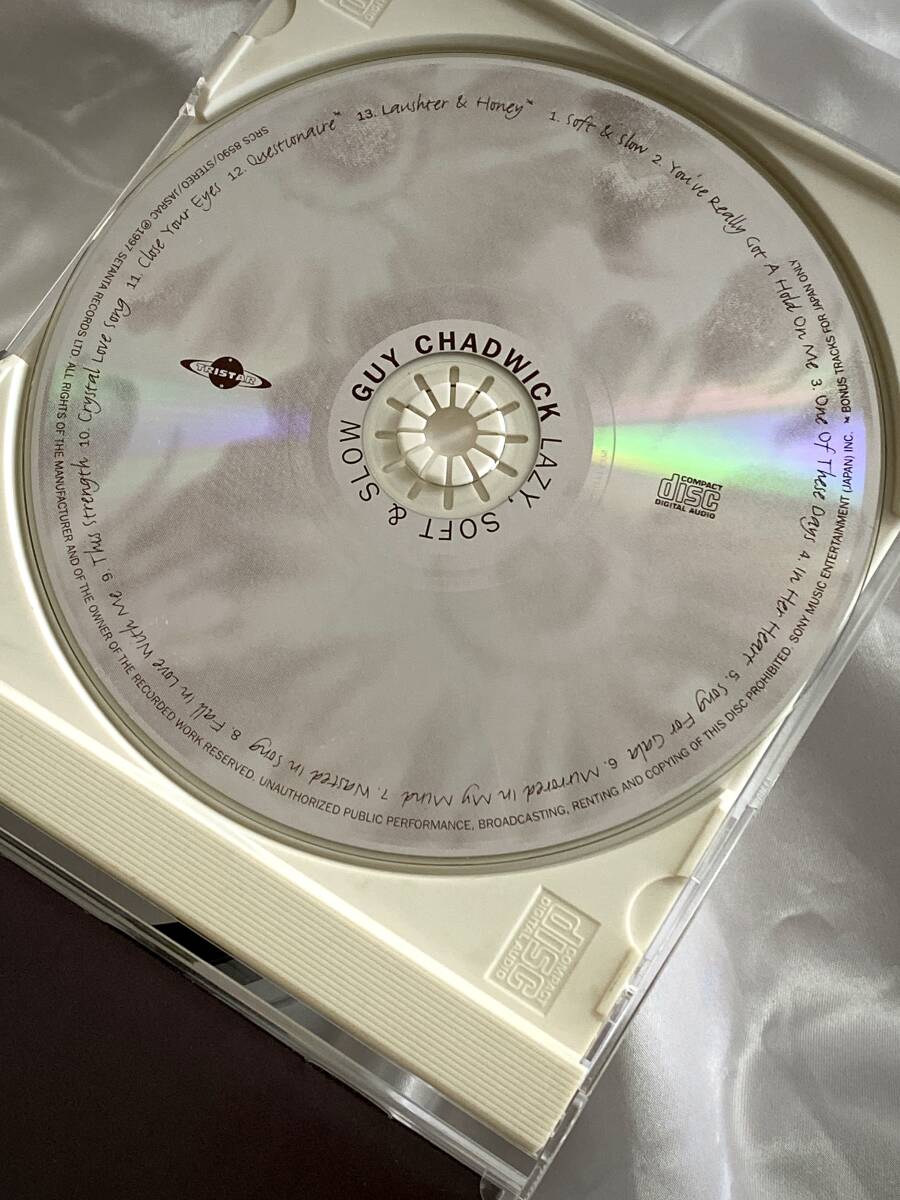 GUY CHADWICK LAZY, SOFT & SLOW
1. Soft & Slow 2. You've Really Got A Hold On Me 3. One Of These Days 4. In Her Heart 5. Song For Gala 6. Mirrored In My Mind 7. Wasted In Song 8. Fall In Love With Me 9. This Strength 10. Crystal Love Song 11. Close Your Eyes 12. Questionaire* 13. Laughter & Honey*
SRCS 8590/STEREO/JASRAC ℗1997 SETANTA RECORDS LTD. ALL RIGHTS OF THE MANUFACTURER AND OF THE OWNER OF THE RECORDED WORK RESERVED. UNAUTHORIZED PUBLIC PERFORMANCE, BROADCASTING, RENTING AND COPYING OF THIS DISC PROHIBITED. SONY MUSIC ENTERTAINMENT (JAPAN) INC. * BONUS TRACKS FOR JAPAN ONLY
TRISTAR
COMPACT
disc
DIGITAL AUDIO
COMPACT
disc
DIGITAL AUDIO